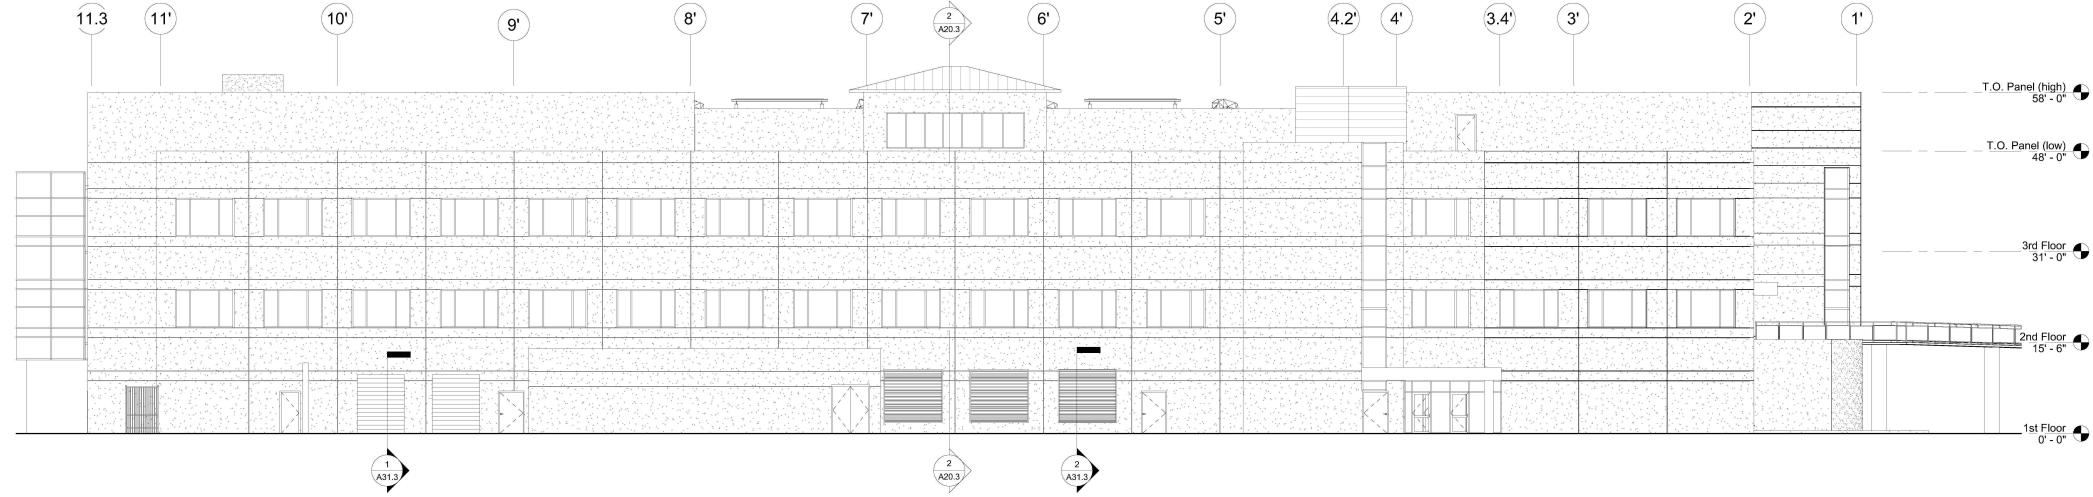 11.3 11' 10' 9' 8' 7' 2 6' 5' 4.2' 4' 3.4' 3' 2' 1'
A20.3
T.O. Panel (high)
58' - 0"
T.O. Panel (low)
48' - 0"
3rd Floor
31' - 0"
2nd Floor
15' - 6"
1st Floor
0' - 0"
1 2 2
A31.3 A20.3 A31.3